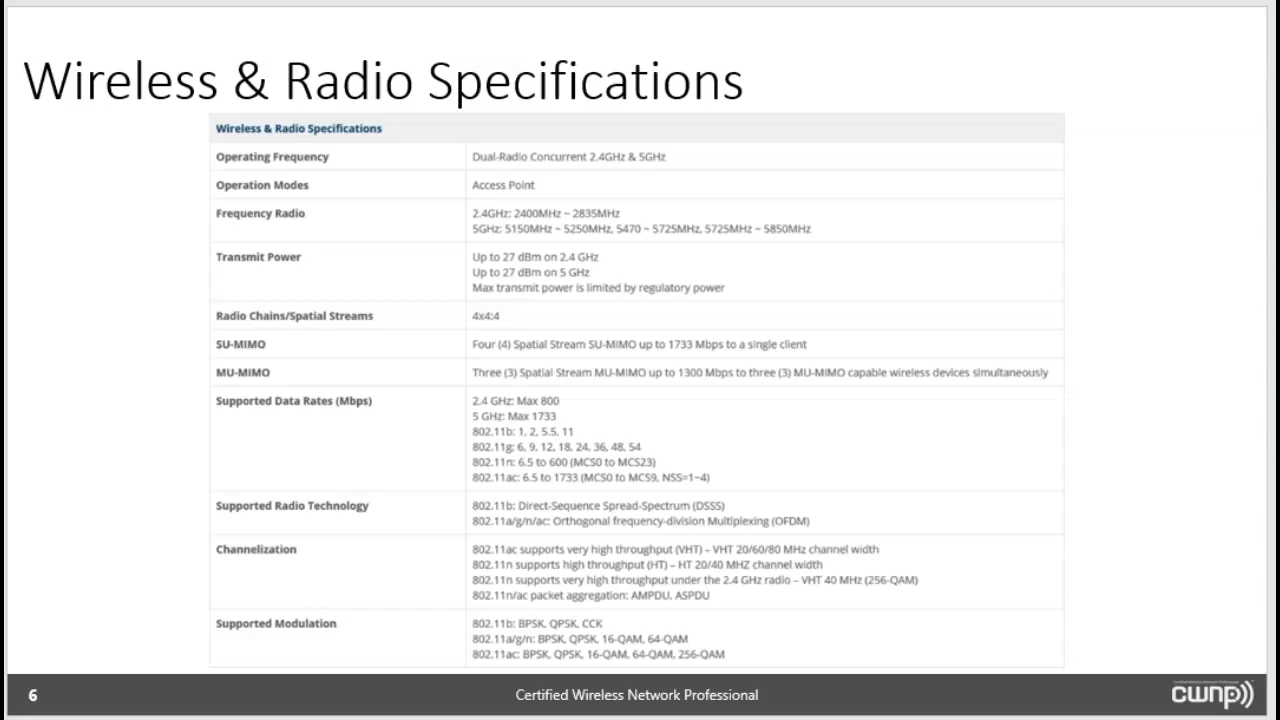 Wireless & Radio Specifications
Wireless & Radio Specifications
Operating Frequency Dual-Radio Concurrent 2.4GHz & 5GHz
Operation Modes Access Point
Frequency Radio 2.4GHz: 2400MHz ~ 2835MHz
5GHz: 5150MHz ~ 5250MHz, 5470 ~ 5725MHz, 5725MHz ~ 5850MHz
Transmit Power Up to 27 dBm on 2.4 GHz
Up to 27 dBm on 5 GHz
Max transmit power is limited by regulatory power
Radio Chains/Spatial Streams 4x4:4
SU-MIMO Four (4) Spatial Stream SU-MIMO up to 1733 Mbps to a single client
MU-MIMO Three (3) Spatial Stream MU-MIMO up to 1300 Mbps to three (3) MU-MIMO capable wireless devices simultaneously
Supported Data Rates (Mbps) 2.4 GHz: Max 800
5 GHz: Max 1733
802.11b: 1, 2, 5.5, 11
802.11g: 6, 9, 12, 18, 24, 36, 48, 54
802.11n: 6.5 to 600 (MCS0 to MCS23)
802.11ac: 6.5 to 1733 (MCS0 to MCS9, NSS=1~4)
Supported Radio Technology 802.11b: Direct-Sequence Spread-Spectrum (DSSS)
802.11a/g/n/ac: Orthogonal frequency-division Multiplexing (OFDM)
Channelization 802.11ac supports very high throughput (VHT) – VHT 20/60/80 MHz channel width
802.11n supports high throughput (HT) – HT 20/40 MHZ channel width
802.11n supports very high throughput under the 2.4 GHz radio – VHT 40 MHz (256-QAM)
802.11n/ac packet aggregation: AMPDU, ASPDU
Supported Modulation 802.11b: BPSK, QPSK, CCK
802.11a/g/n: BPSK, QPSK, 16-QAM, 64-QAM
802.11ac: BPSK, QPSK, 16-QAM, 64-QAM, 256-QAM
6 Certified Wireless Network Professional
cwnp